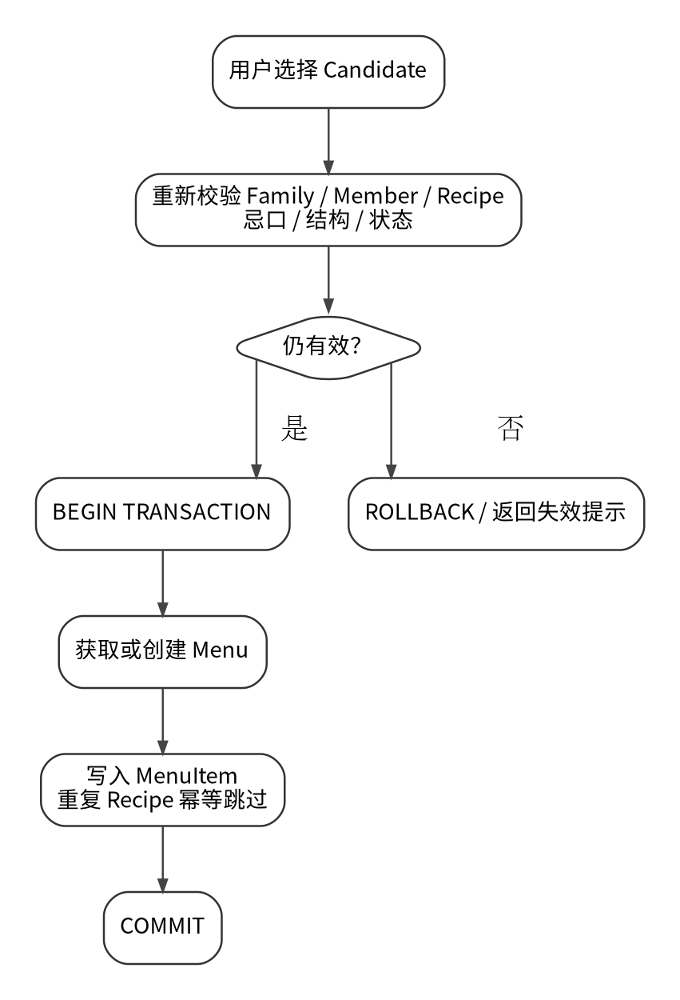 用户选择 Candidate
重新校验 Family / Member / Recipe
忌口 / 结构 / 状态
仍有效？
是
否
BEGIN TRANSACTION
ROLLBACK / 返回失效提示
获取或创建 Menu
写入 MenuItem
重复 Recipe 幂等跳过
COMMIT